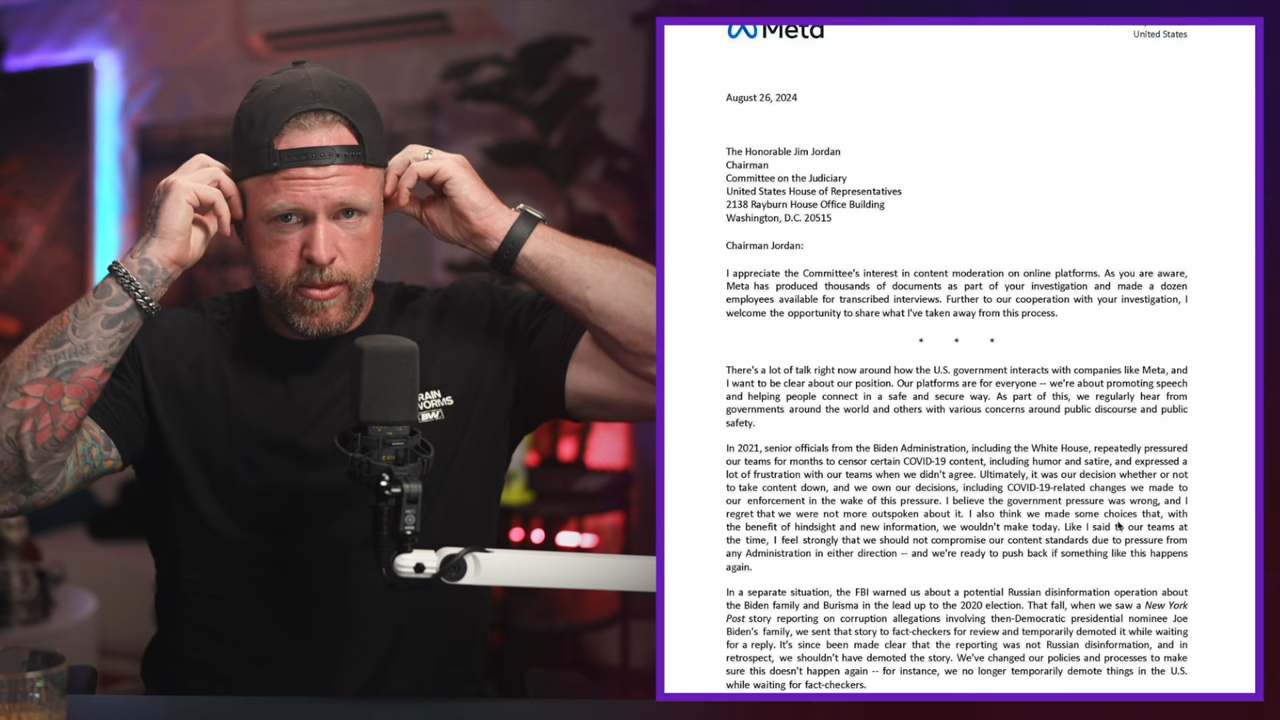 RAIN
WORMS
BW
Meta
United States
August 26, 2024
The Honorable Jim Jordan
Chairman
Committee on the Judiciary
United States House of Representatives
2138 Rayburn House Office Building
Washington, D.C. 20515
Chairman Jordan:
I appreciate the Committee's interest in content moderation on online platforms. As you are aware,
Meta has produced thousands of documents as part of your investigation and made a dozen
employees available for transcribed interviews. Further to our cooperation with your investigation, I
welcome the opportunity to share what I've taken away from this process.
* * *
There's a lot of talk right now around how the U.S. government interacts with companies like Meta, and
I want to be clear about our position. Our platforms are for everyone -- we're about promoting speech
and helping people connect in a safe and secure way. As part of this, we regularly hear from
governments around the world and others with various concerns around public discourse and public
safety.
In 2021, senior officials from the Biden Administration, including the White House, repeatedly pressured
our teams for months to censor certain COVID-19 content, including humor and satire, and expressed a
lot of frustration with our teams when we didn't agree. Ultimately, it was our decision whether or not
to take content down, and we own our decisions, including COVID-19-related changes we made to
our enforcement in the wake of this pressure. I believe the government pressure was wrong, and I
regret that we were not more outspoken about it. I also think we made some choices that, with
the benefit of hindsight and new information, we wouldn't make today. Like I said to our teams at
the time, I feel strongly that we should not compromise our content standards due to pressure from
any Administration in either direction -- and we're ready to push back if something like this happens
again.
In a separate situation, the FBI warned us about a potential Russian disinformation operation about
the Biden family and Burisma in the lead up to the 2020 election. That fall, when we saw a New York
Post story reporting on corruption allegations involving then-Democratic presidential nominee Joe
Biden's family, we sent that story to fact-checkers for review and temporarily demoted it while waiting
for a reply. It's since been made clear that the reporting was not Russian disinformation, and in
retrospect, we shouldn't have demoted the story. We've changed our policies and processes to make
sure this doesn't happen again -- for instance, we no longer temporarily demote things in the U.S.
while waiting for fact-checkers.